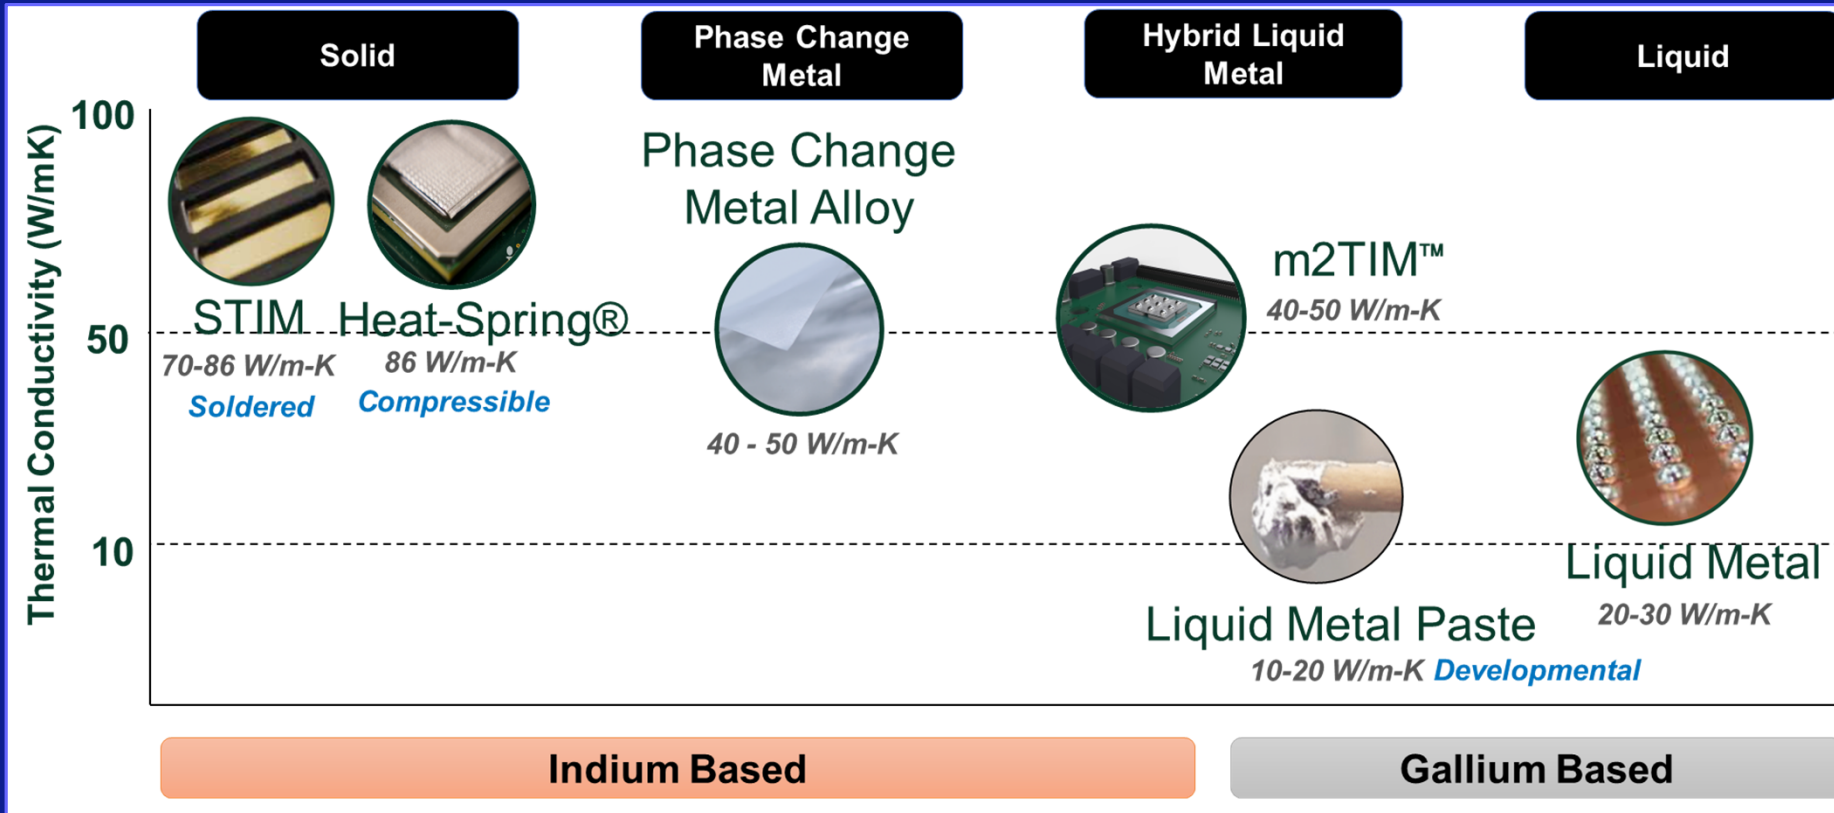 Solid
Phase Change
Metal
Hybrid Liquid
Metal
Liquid
Thermal Conductivity (W/mK)
100
50
10
STIM
70-86 W/m-K
Soldered
Heat-Spring®
86 W/m-K
Compressible
Phase Change
Metal Alloy
40 - 50 W/m-K
m2TIM™
40-50 W/m-K
Liquid Metal Paste
10-20 W/m-K Developmental
Liquid Metal
20-30 W/m-K
Indium Based
Gallium Based